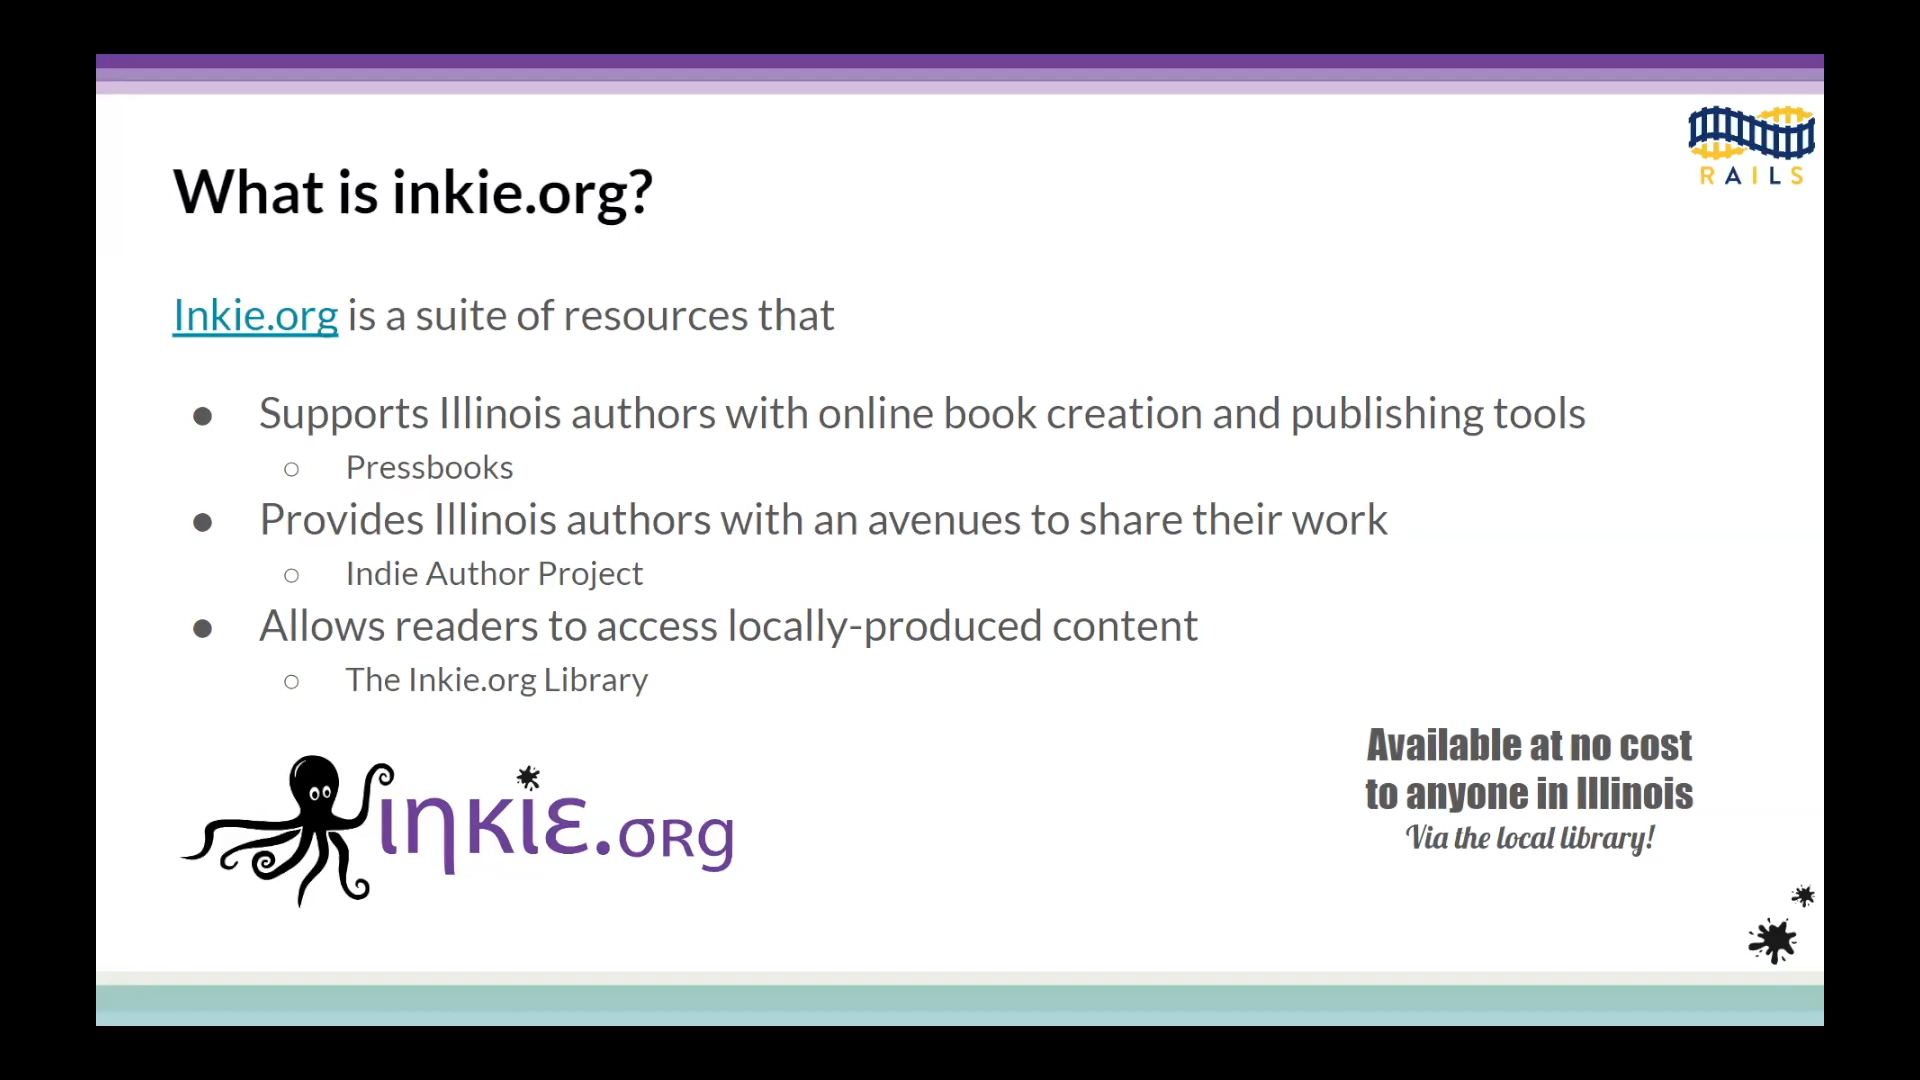 RAILS
What is inkie.org?
Inkie.org is a suite of resources that
● Supports Illinois authors with online book creation and publishing tools
○ Pressbooks
● Provides Illinois authors with an avenues to share their work
○ Indie Author Project
● Allows readers to access locally-produced content
○ The Inkie.org Library
inkie.org
Available at no cost
to anyone in Illinois
Via the local library!